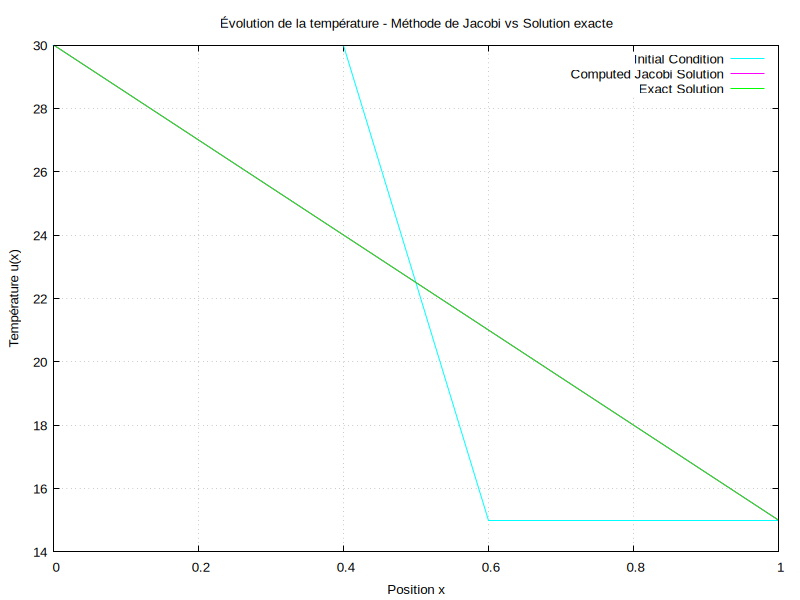 Évolution de la température - Méthode de Jacobi vs Solution exacte
Initial Condition
Computed Jacobi Solution
Exact Solution
30
28
26
24
22
20
18
16
14
Température u(x)
0 0.2 0.4 0.6 0.8 1
Position x